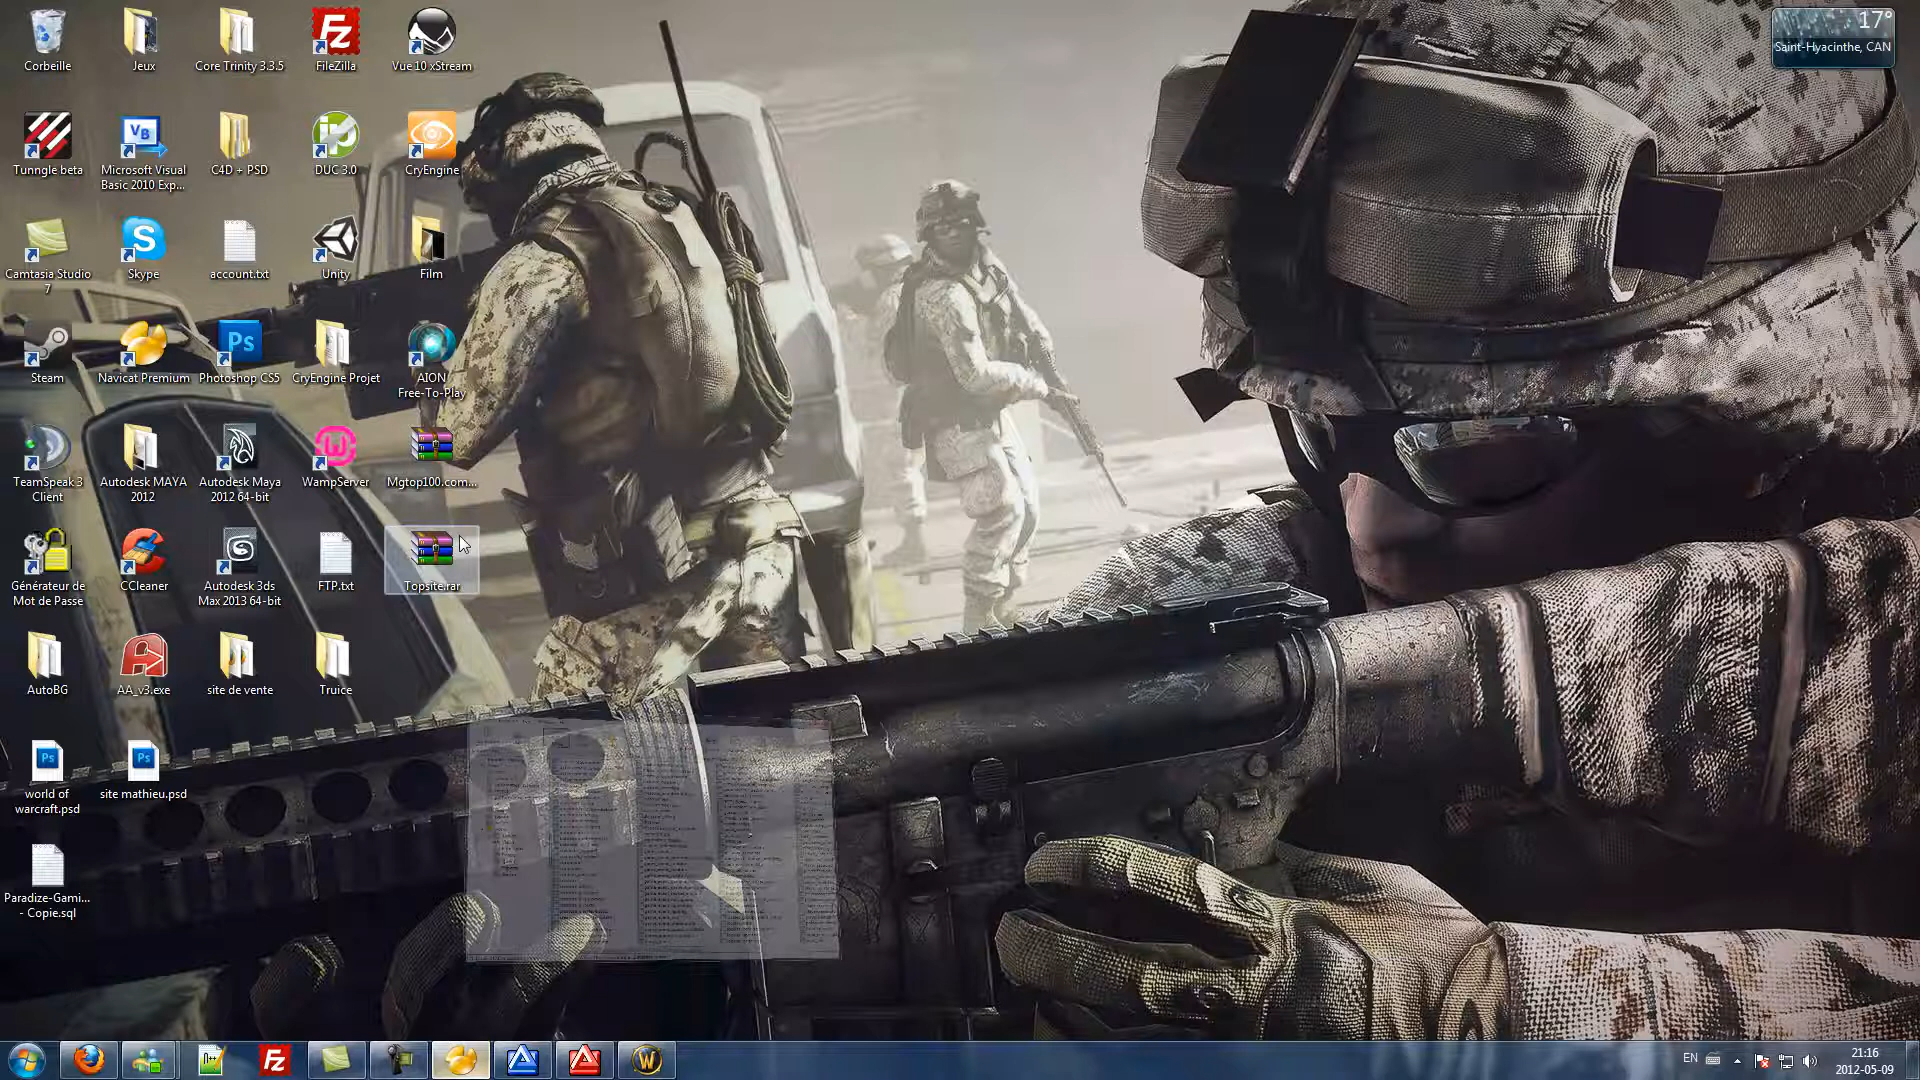 Corbeille
Jeux
Core Trinity 3.3.5
FileZilla
Vue 10 xStream
17°
Saint-Hyacinthe, CAN
Tunngle beta
Microsoft Visual
Basic 2010 Exp...
C4D + PSD
DUC 3.0
CryEngine
Camtasia Studio
7
Skype
account.txt
Unity
Film
Steam
Navicat Premium
Photoshop CS5
CryEngine Projet
AION
Free-To-Play
TeamSpeak 3
Client
Autodesk MAYA
2012
Autodesk Maya
2012 64-bit
WampServer
Mgtop100.com...
Générateur de
Mot de Passe
CCleaner
Autodesk 3ds
Max 2013 64-bit
FTP.txt
Topsite.rar
AutoBG
AA_v3.exe
site de vente
Truice
world of
warcraft.psd
site mathieu.psd
Paradize-Gami...
- Copie.sql
EN
21:16
2012-05-09